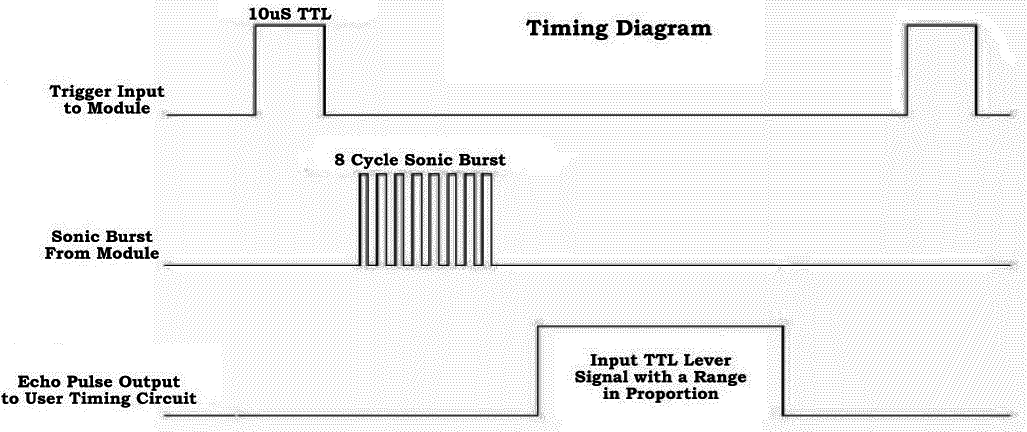 10uS TTL
Timing Diagram
Trigger Input
to Module
8 Cycle Sonic Burst
Sonic Burst
From Module
Input TTL Lever
Signal with a Range
in Proportion
Echo Pulse Output
to User Timing Circuit